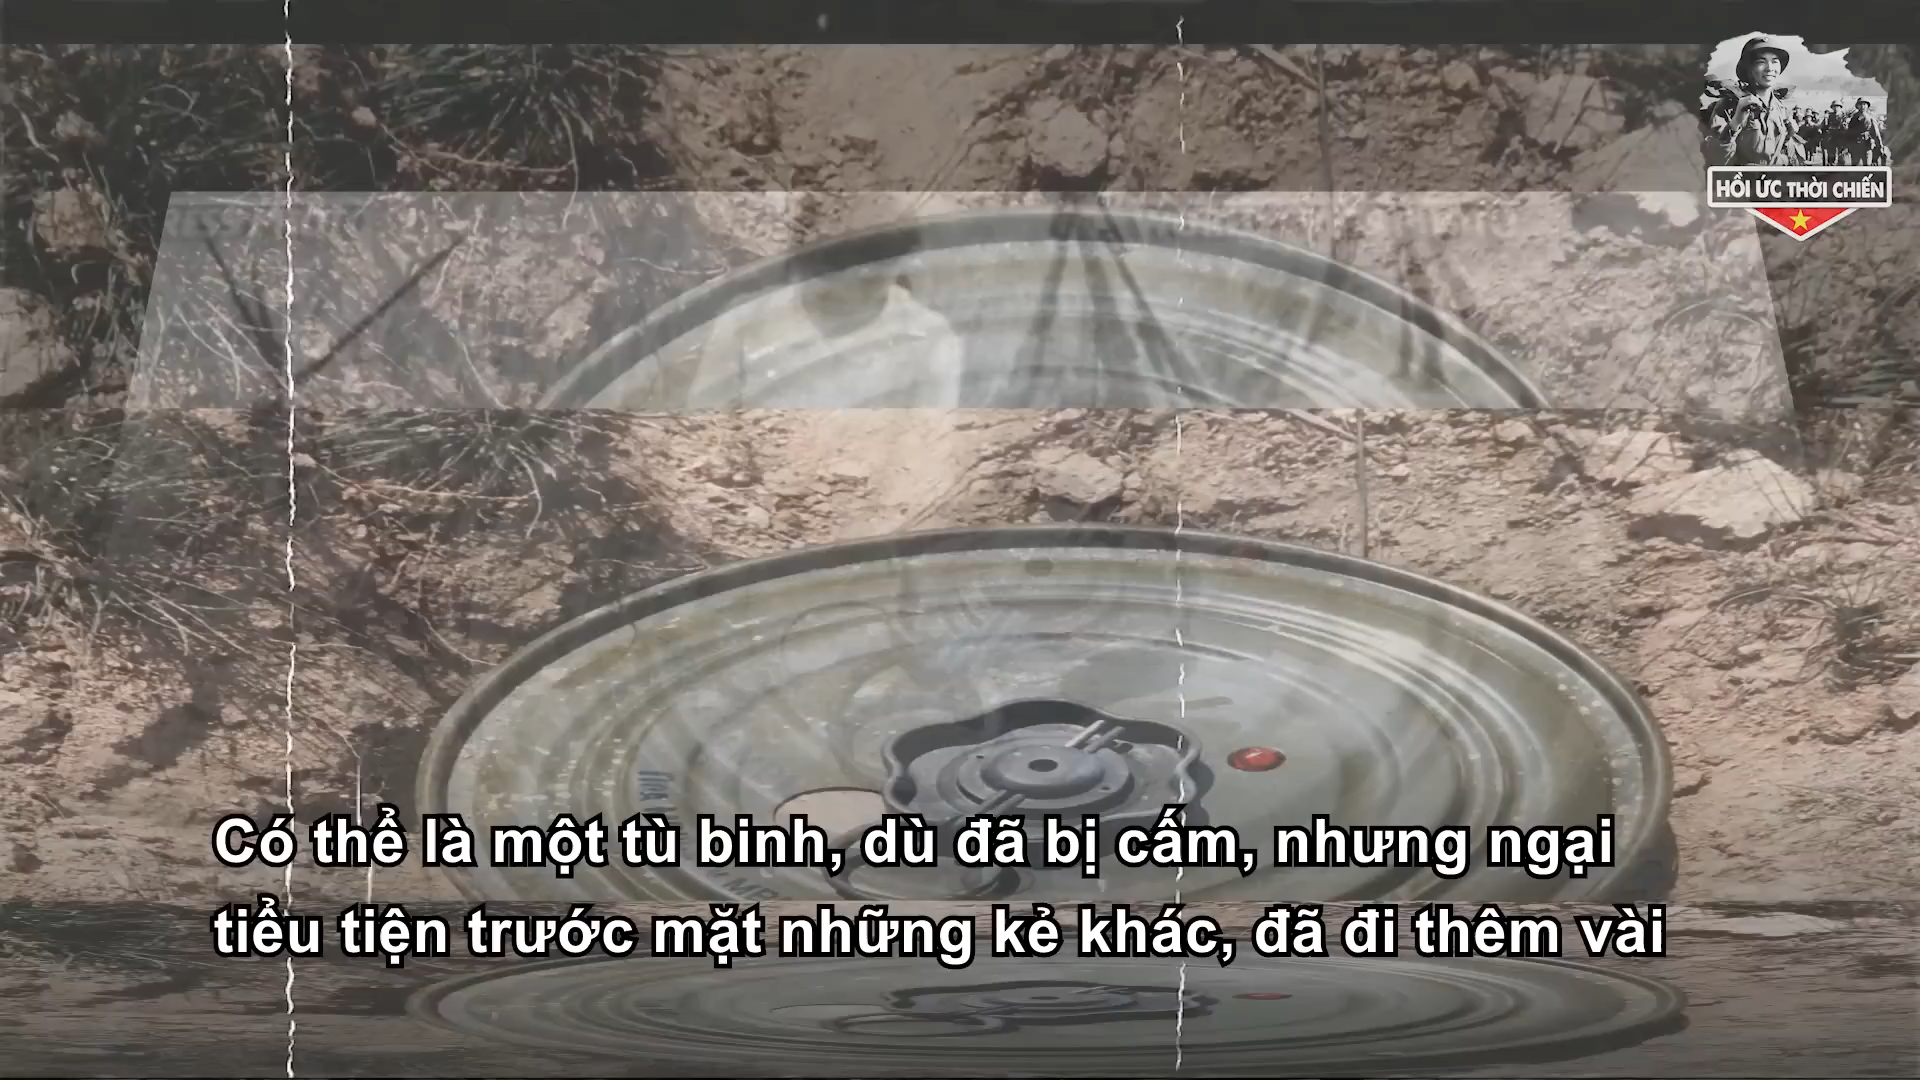 HỒI ỨC THỜI CHIẾN
Có thể là một tù binh, dù đã bị cấm, nhưng ngại
tiểu tiện trước mặt những kẻ khác, đã đi thêm vài